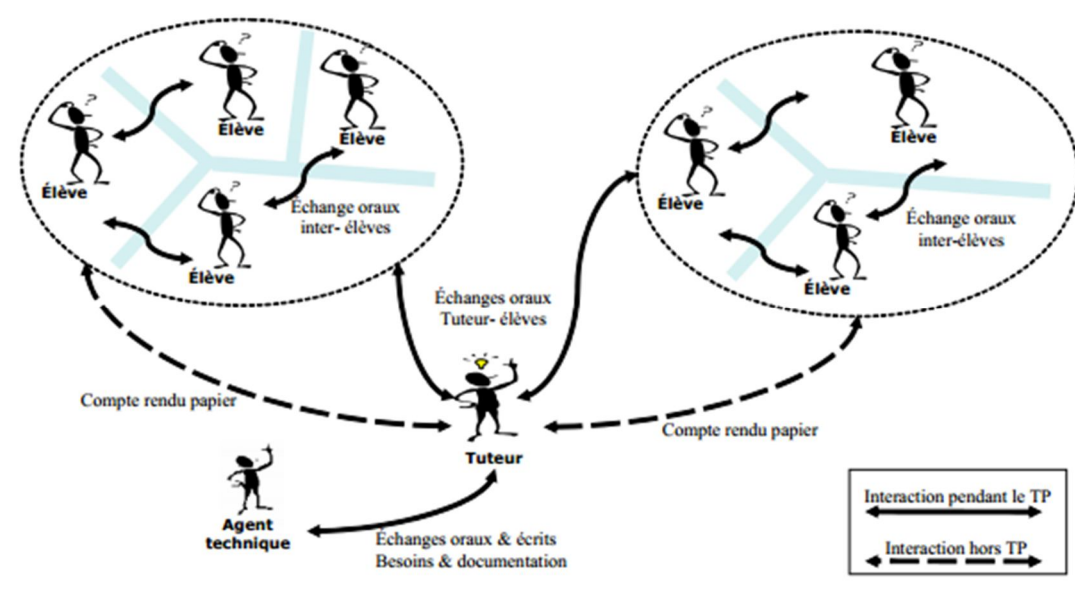 ?
?
?
?
?
?
?
Élève
Élève
Élève
Élève
Échange oraux
inter- élèves
Élève
Élève
Élève
Échange oraux
inter-élèves
Échanges oraux
Tuteur- élèves
Compte rendu papier
Compte rendu papier
Tuteur
Agent
technique
Échanges oraux & écrits
Besoins & documentation
Interaction pendant le TP
Interaction hors TP